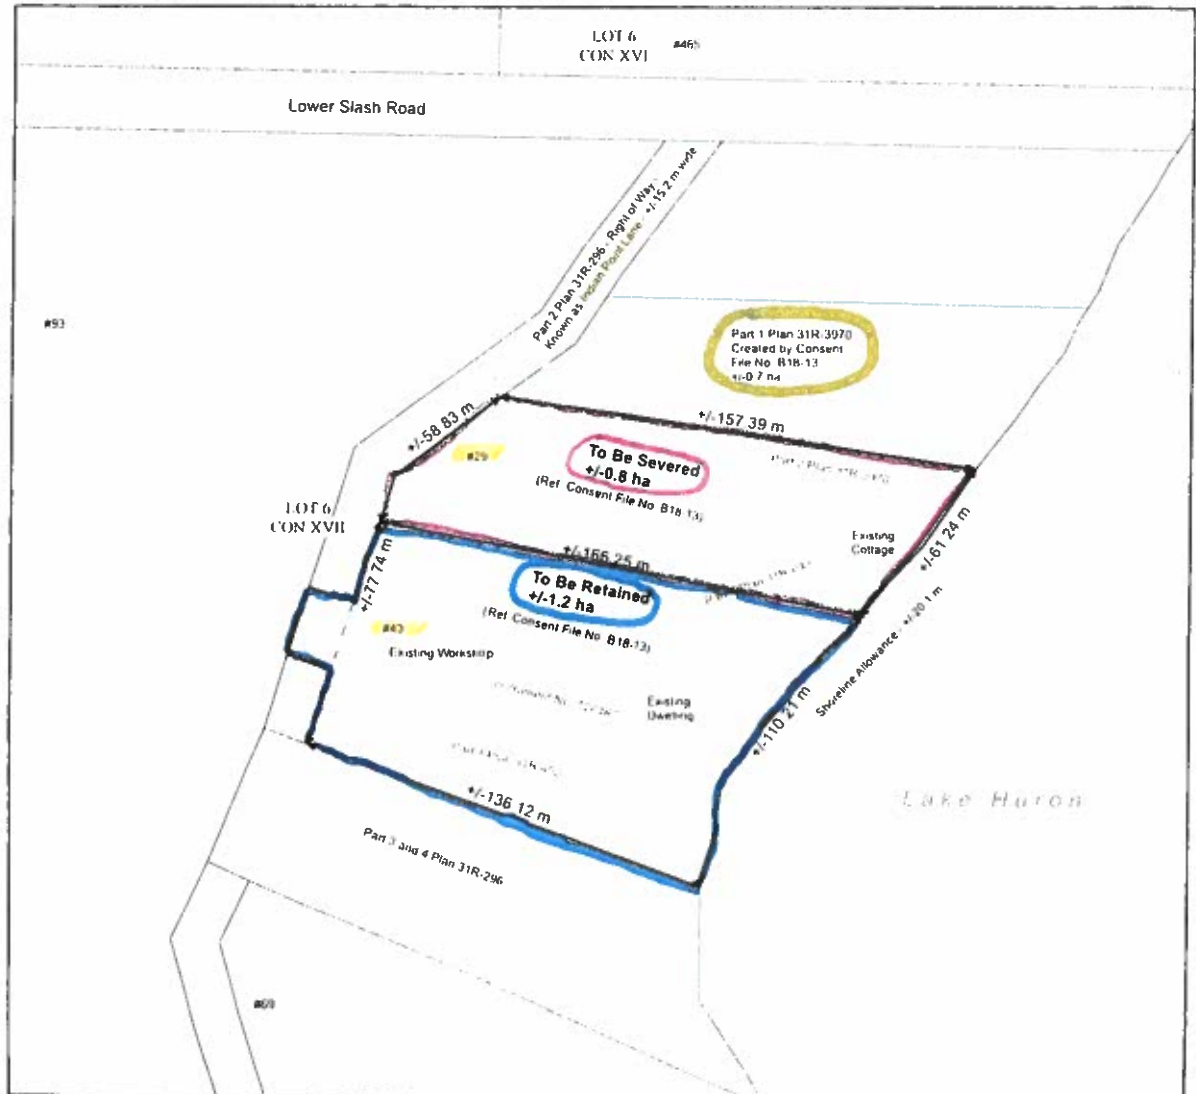 LOT 6
CON XVI
#465
Lower Slash Road
Part 2 Plan 31R-296 - Right of Way
Known as Indian Point Lane - +/-15.2 m wide
#93
Part 1 Plan 31R-3970
Created by Consent
File No. B18-13
+/-0.7 ha
+/-58.83 m
+/-157.39 m
#29
To Be Severed
+/-0.8 ha
(Ref. Consent File No. B18-13)
LOT 6
CON XVII
Existing
Cottage
+/-61.24 m
+/-166.25 m
+/-77.74 m
To Be Retained
+/-1.2 ha
(Ref. Consent File No. B18-13)
#43
Existing Workshop
Existing
Dwelling
Shoreline Allowance - +/-20.1 m
+/-110.21 m
+/-136.12 m
Lake Huron
Part 3 and 4 Plan 31R-296
#69